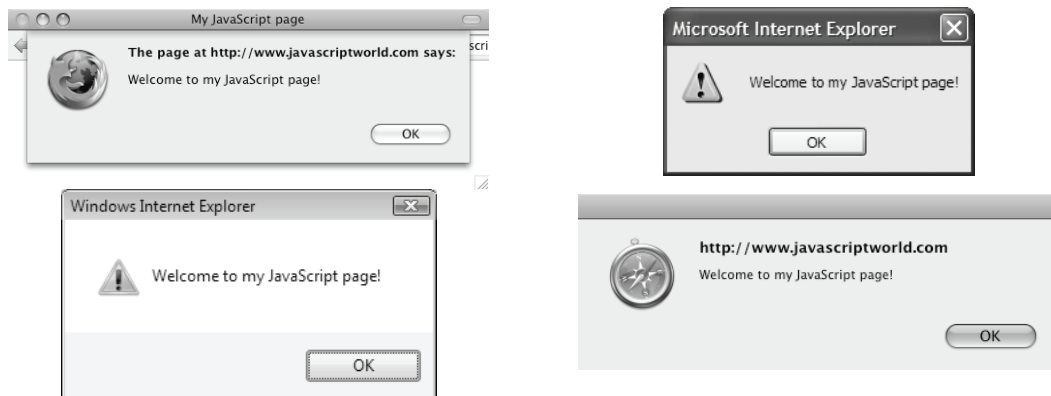 My JavaScript page
scri
The page at http://www.javascriptworld.com says:
Welcome to my JavaScript page!
OK
Microsoft Internet Explorer
Welcome to my JavaScript page!
OK
Windows Internet Explorer
Welcome to my JavaScript page!
OK
http://www.javascriptworld.com
Welcome to my JavaScript page!
OK